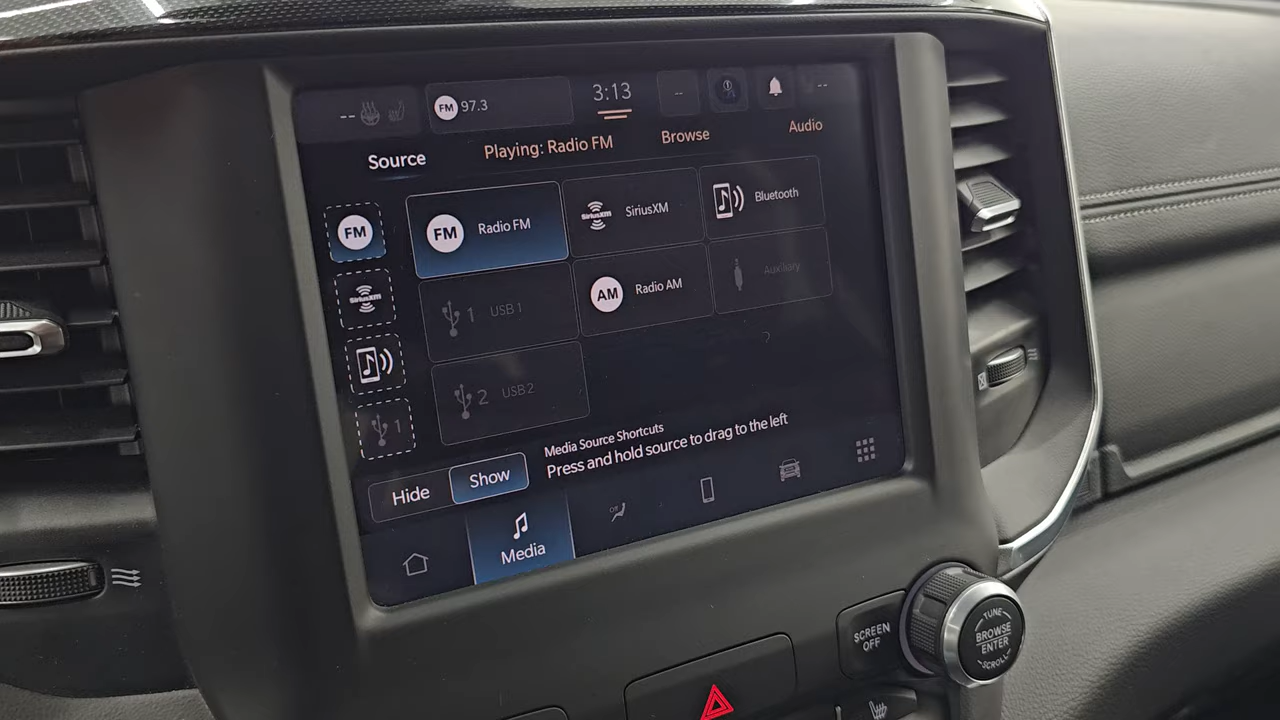 --
FM 97.3
3:13
--
--
Source
Playing: Radio FM
Browse
Audio
FM
FM Radio FM
SiriusXM SiriusXM
Bluetooth
SiriusXM
1 USB 1
AM Radio AM
Auxiliary
2 USB 2
1
Media Source Shortcuts
Press and hold source to drag to the left
Hide
Show
Media
Off
SCREEN
OFF
TUNE
BROWSE
ENTER
SCROLL